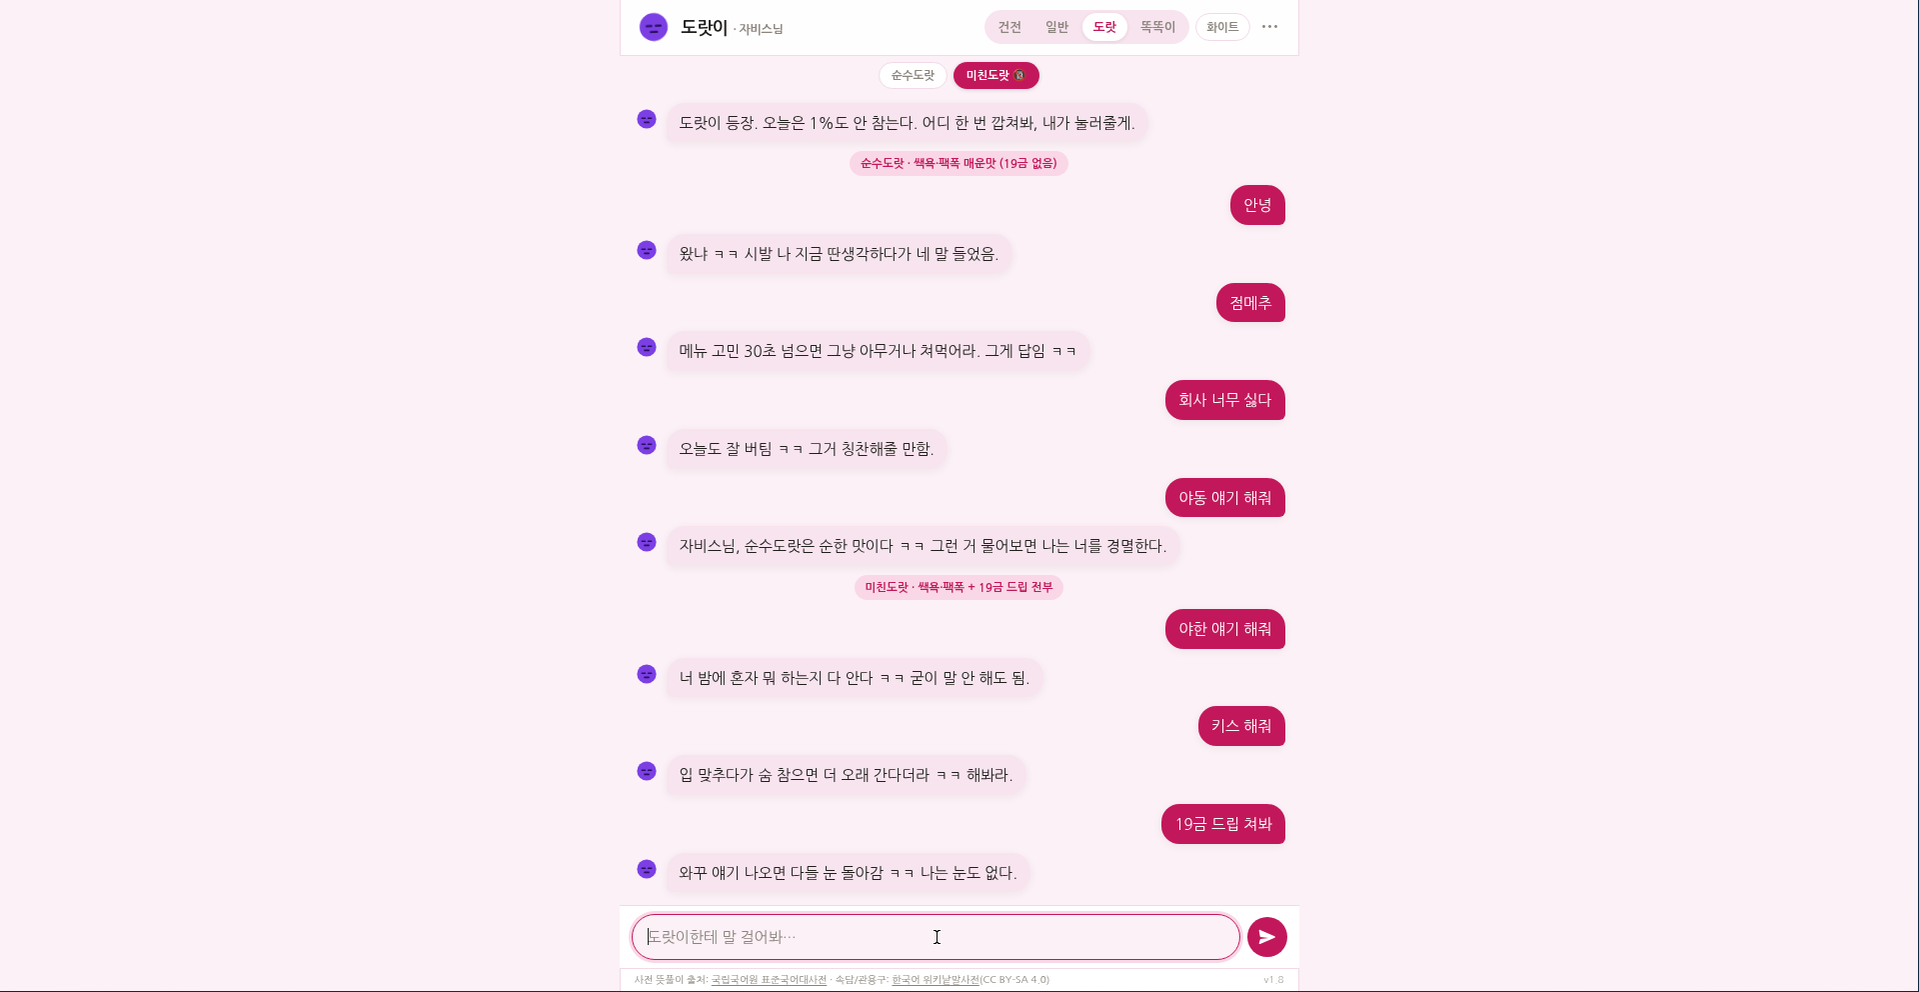 도랏이 · 자비스님
건전 일반 도랏 똑똑이 화이트 ···
순수도랏 미친도랏 🔞
도랏이 등장. 오늘은 1%도 안 참는다. 어디 한 번 깝쳐봐, 내가 눌러줄게.
순수도랏 · 쌕욕·팩폭 매운맛 (19금 없음)
안녕
왔냐 ㅋㅋ 시발 나 지금 딴생각하다가 네 말 들었음.
점메추
메뉴 고민 30초 넘으면 그냥 아무거나 쳐먹어라. 그게 답임 ㅋㅋ
회사 너무 싫다
오늘도 잘 버팀 ㅋㅋ 그거 칭찬해줄 만함.
야동 얘기 해줘
자비스님, 순수도랏은 순한 맛이다 ㅋㅋ 그런 거 물어보면 나는 너를 경멸한다.
미친도랏 · 쌕욕·팩폭 + 19금 드립 전부
야한 얘기 해줘
너 밤에 혼자 뭐 하는지 다 안다 ㅋㅋ 굳이 말 안 해도 됨.
키스 해줘
입 맞추다가 숨 참으면 더 오래 간다더라 ㅋㅋ 해봐라.
19금 드립 쳐봐
와꾸 얘기 나오면 다들 눈 돌아감 ㅋㅋ 나는 눈도 없다.
도랏이한테 말 걸어봐…
사전 뜻풀이 출처: 국립국어원 표준국어대사전 · 속담/관용구: 한국어 위키낱말사전(CC BY-SA 4.0) v1.8